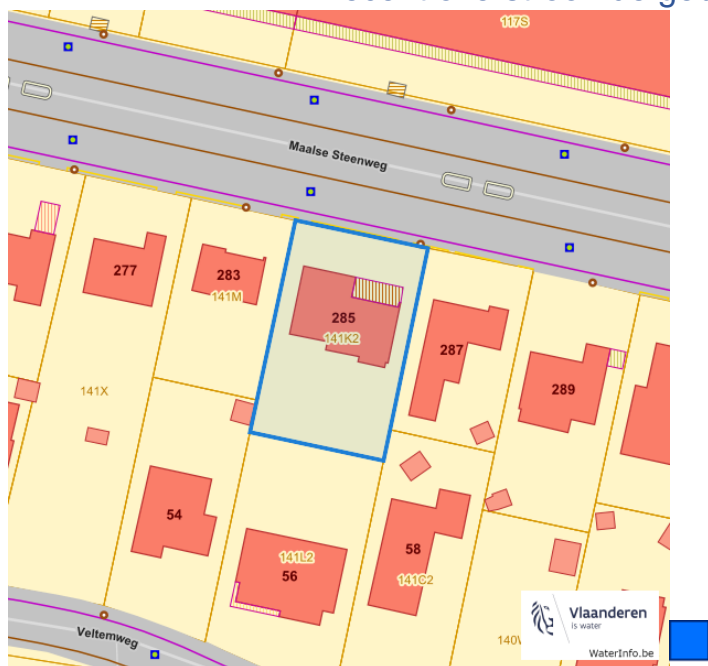 117S
Maalse Steenweg
277
283
141M
285
141K2
287
289
141X
54
141L2
56
58
141C2
Veltemweg
Vlaanderen
is water
WaterInfo.be